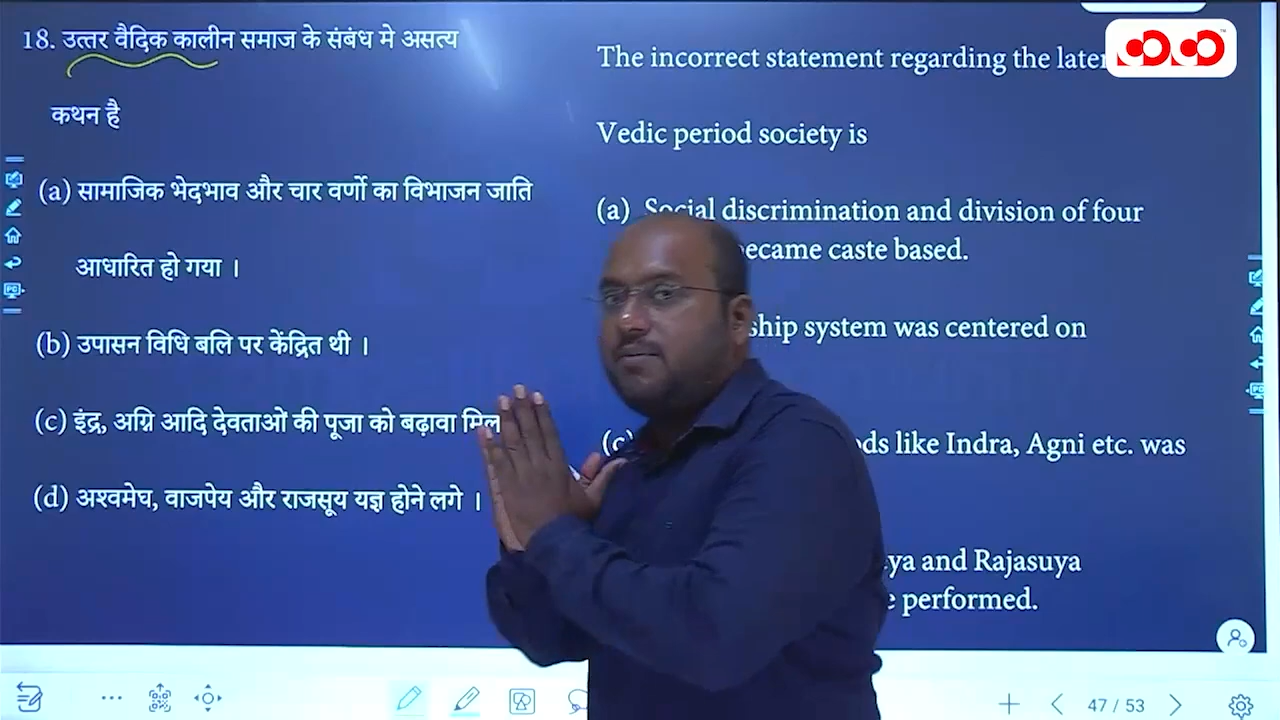 18. उत्तर वैदिक कालीन समाज के संबंध मे असत्य
कथन है
(a) सामाजिक भेदभाव और चार वर्णो का विभाजन जाति
आधारित हो गया ।
(b) उपासन विधि बलि पर केंद्रित थी ।
(c) इंद्र, अग्नि आदि देवताओं की पूजा को बढ़ावा
(d) अश्वमेघ, वाजपेय और राजसूय यज्ञ होने लगे ।
The incorrect statement regarding the later
Vedic period society is
(a) Social discrimination and division of four
became caste based.
system was centered on
(c) like Indra, Agni etc. was
and Rajasuya
performed.
47 / 53